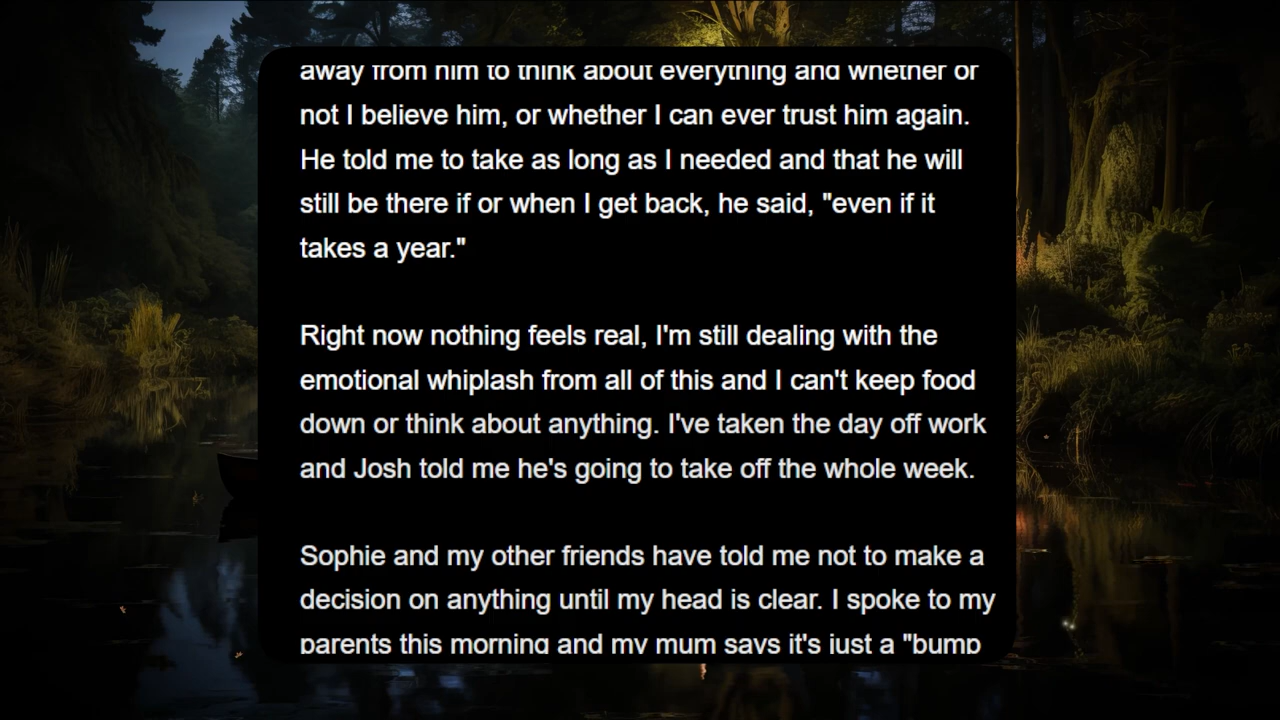 away from him to think about everything and whether or
not I believe him, or whether I can ever trust him again.
He told me to take as long as I needed and that he will
still be there if or when I get back, he said, "even if it
takes a year."
Right now nothing feels real, I'm still dealing with the
emotional whiplash from all of this and I can't keep food
down or think about anything. I've taken the day off work
and Josh told me he's going to take off the whole week.
Sophie and my other friends have told me not to make a
decision on anything until my head is clear. I spoke to my
parents this morning and my mum says it's just a "bump